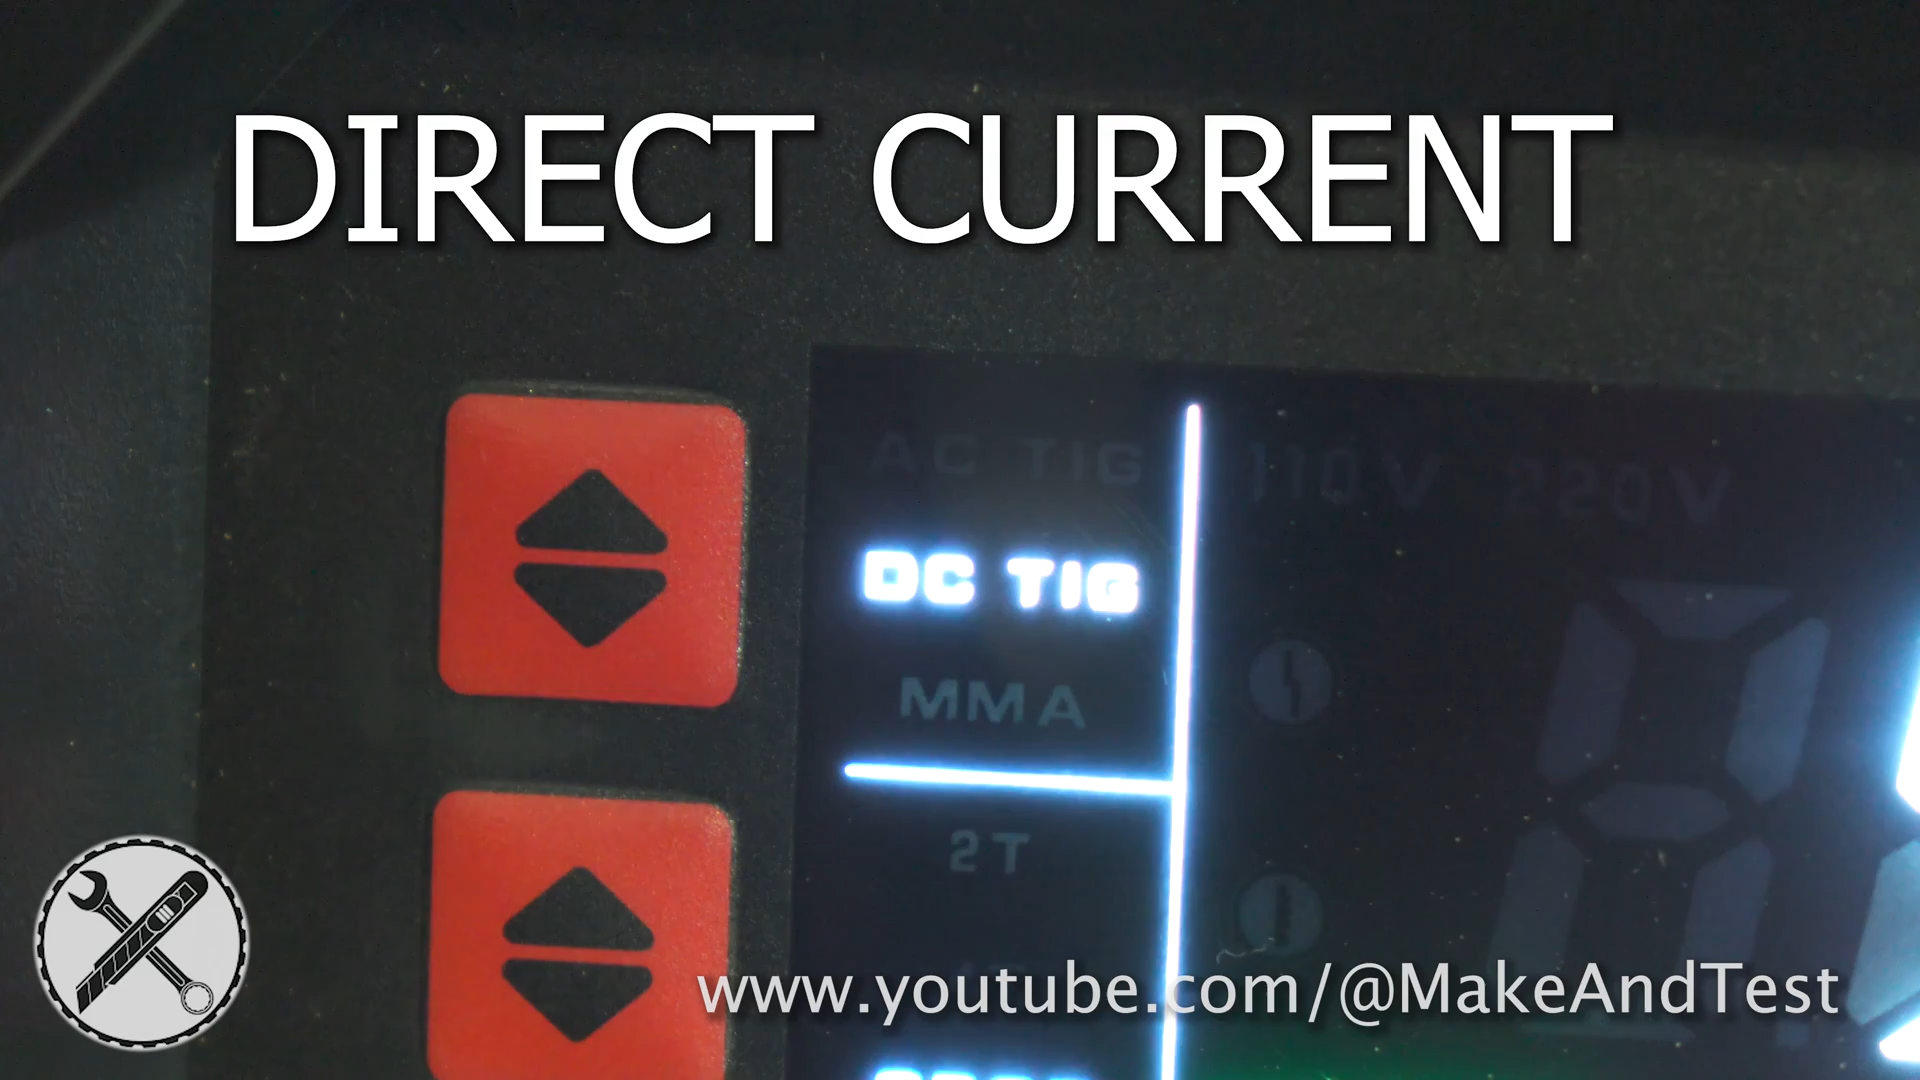 DIRECT CURRENT
AC TIG
110V 220V
DC TIG
MMA
2T
www.youtube.com/@MakeAndTest